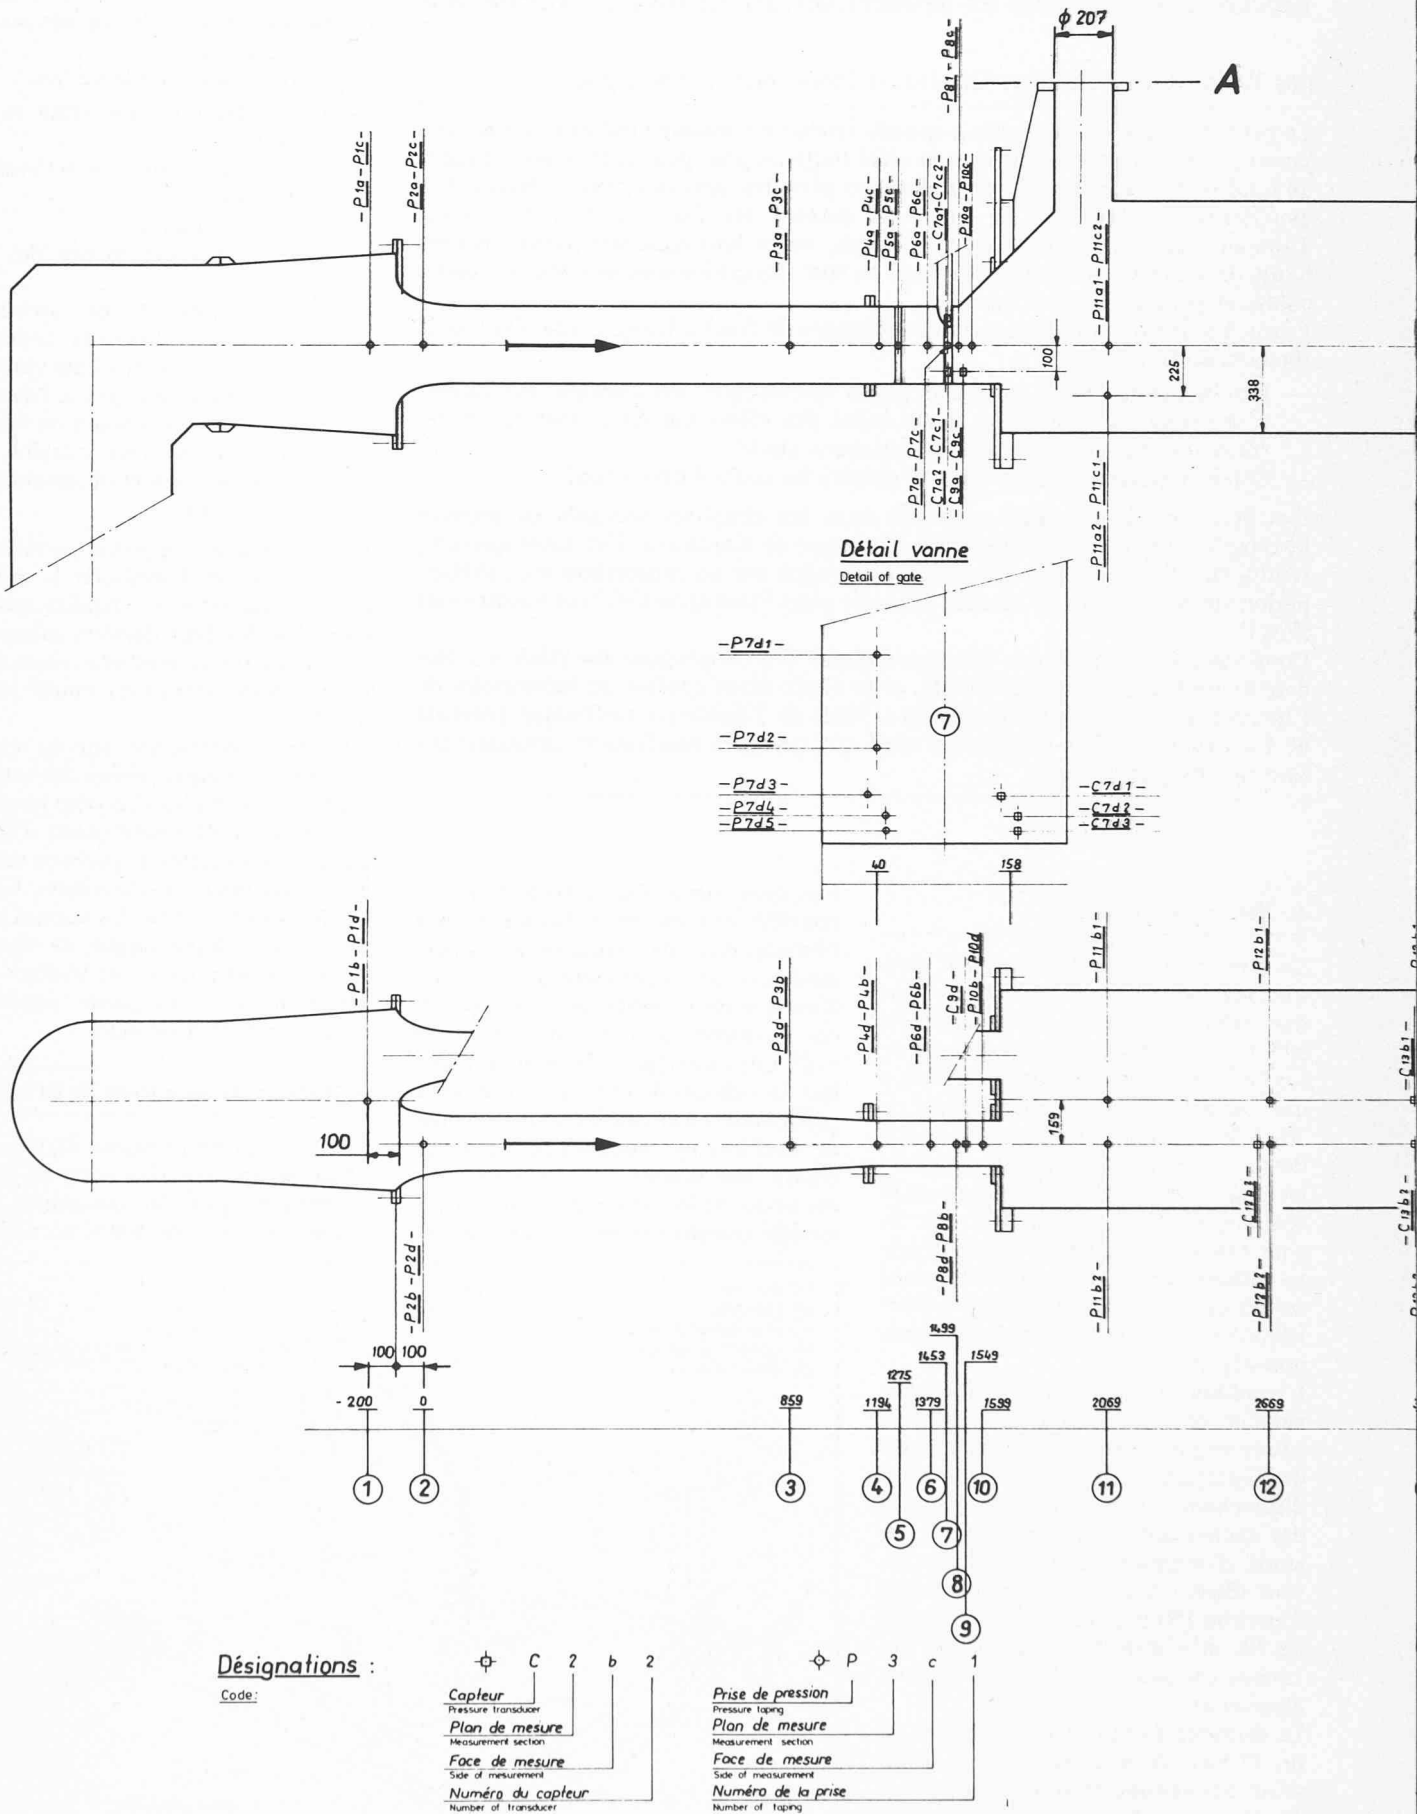 ϕ 207
A
-P1a-P1c-
-P2a-P2c-
-P3a-P3c-
-P4a-P4c-
-P5a-P5c-
-P6a-P6c-
-C7a1-C7c2-
-P81-P8c-
-P10a-P10c-
-P11a1-P11c2-
100
225
338
-P7a-P7c-
-C7a2-C7c1-
-C9a-C9c-
-P11a2-P11c1-
Détail vanne
Detail of gate
-P7d1-
-P7d2-
-P7d3-
-P7d4-
-P7d5-
7
-C7d1-
-C7d2-
-C7d3-
40
158
-P1b-P1d-
-P3d-P3b-
-P4d-P4b-
-P6d-P6b-
-C9d-
-P10b-P10d
-P11b1-
-P12b1-
-C13b1-
100
159
-P2b-P2d-
-P8d-P8b-
-P11b2-
-C12b2-
-P12b2-
-C13b2-
100
100
-200
0
859
1194
1275
1379
1453
1499
1549
1599
2069
2669
1
2
3
4
5
6
7
8
9
10
11
12
Désignations :
Code:
C 2 b 2
Capteur
Pressure transducer
Plan de mesure
Measurement section
Face de mesure
Side of mesurement
Numéro du capteur
Number of transducer
P 3 c 1
Prise de pression
Pressure taping
Plan de mesure
Measurement section
Face de mesure
Side of measurement
Numéro de la prise
Number of taping